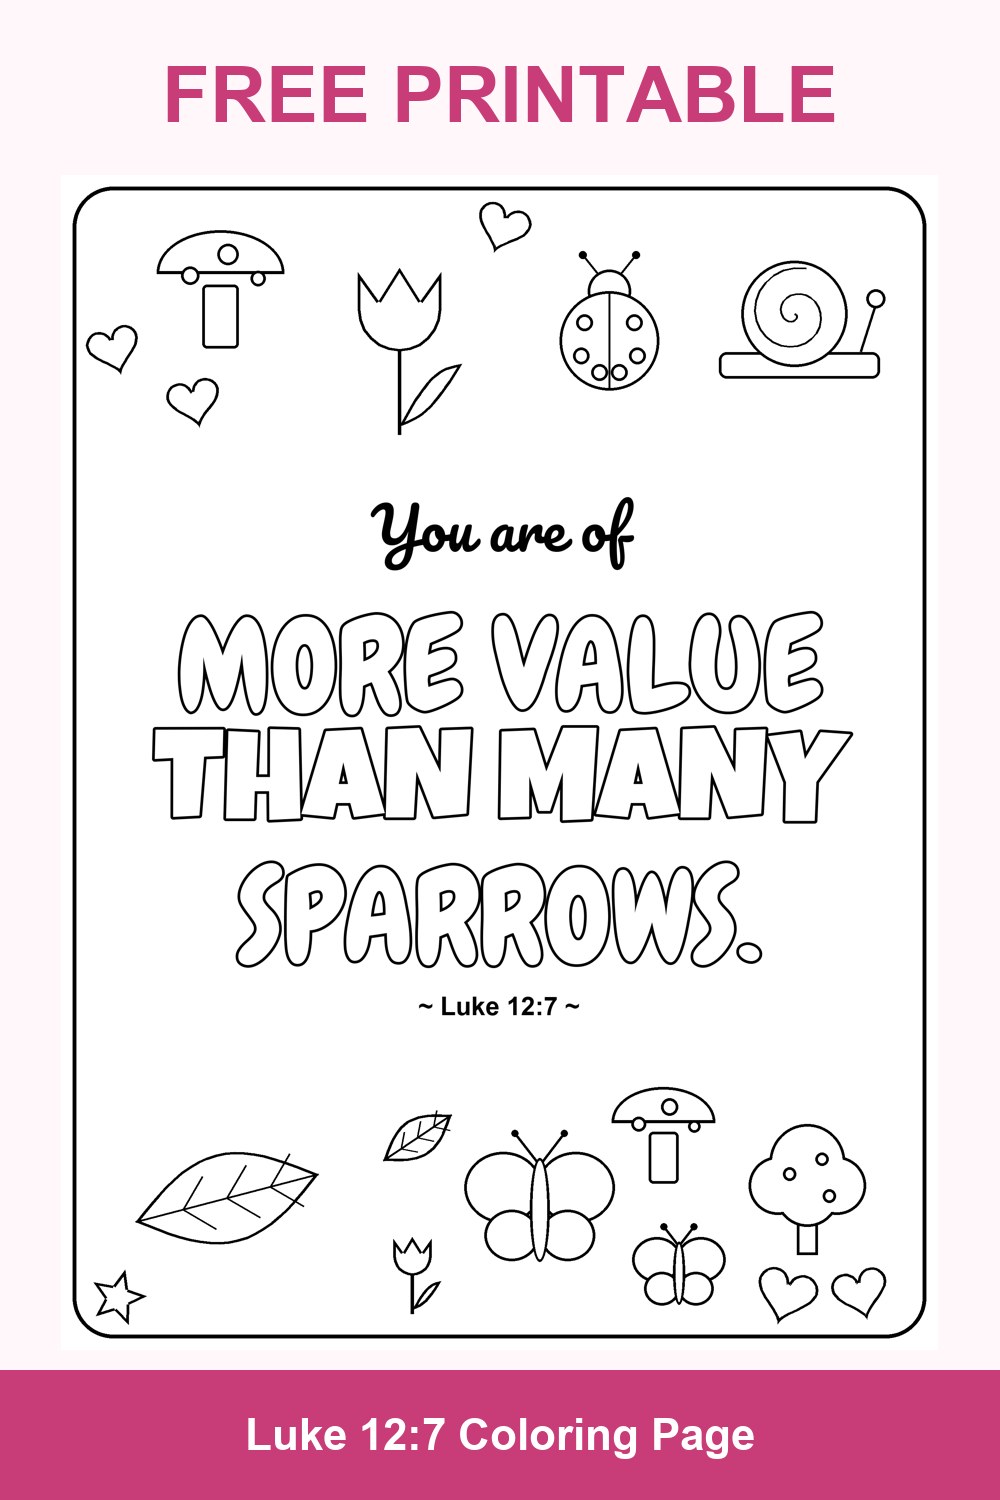 FREE PRINTABLE
You are of
MORE VALUE
THAN MANY
SPARROWS.
~ Luke 12:7 ~
Luke 12:7 Coloring Page